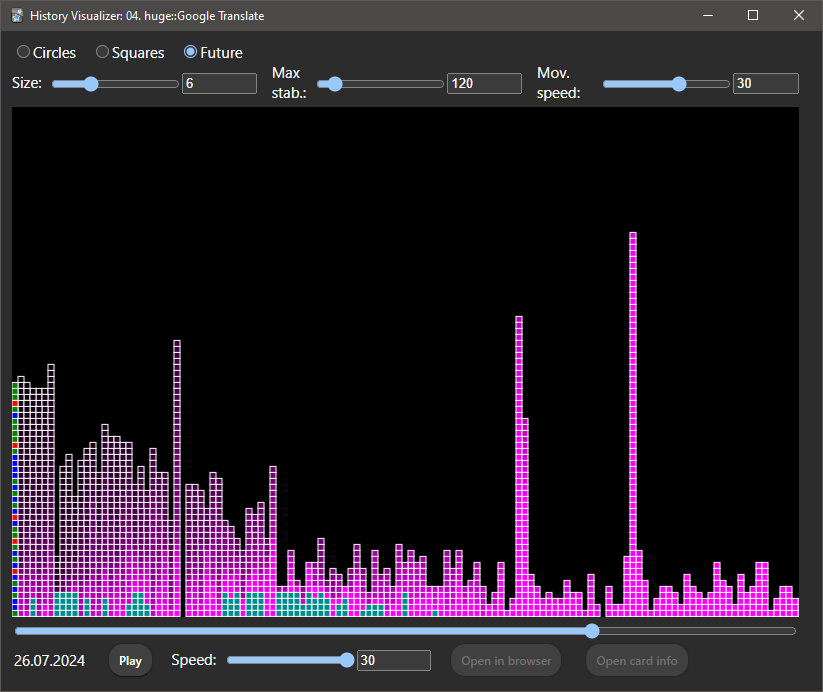 History Visualizer: 04. huge::Google Translate
Circles Squares Future
Size: 6 Max stab.: 120 Mov. speed: 30
26.07.2024 Play Speed: 30 Open in browser Open card info